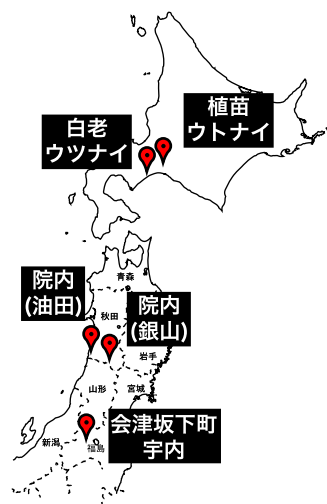 植苗
ウトナイ
白老
ウツナイ
青森
院内
(油田)
院内
(銀山)
秋田
岩手
山形
宮城
会津坂下町
宇内
新潟
福島